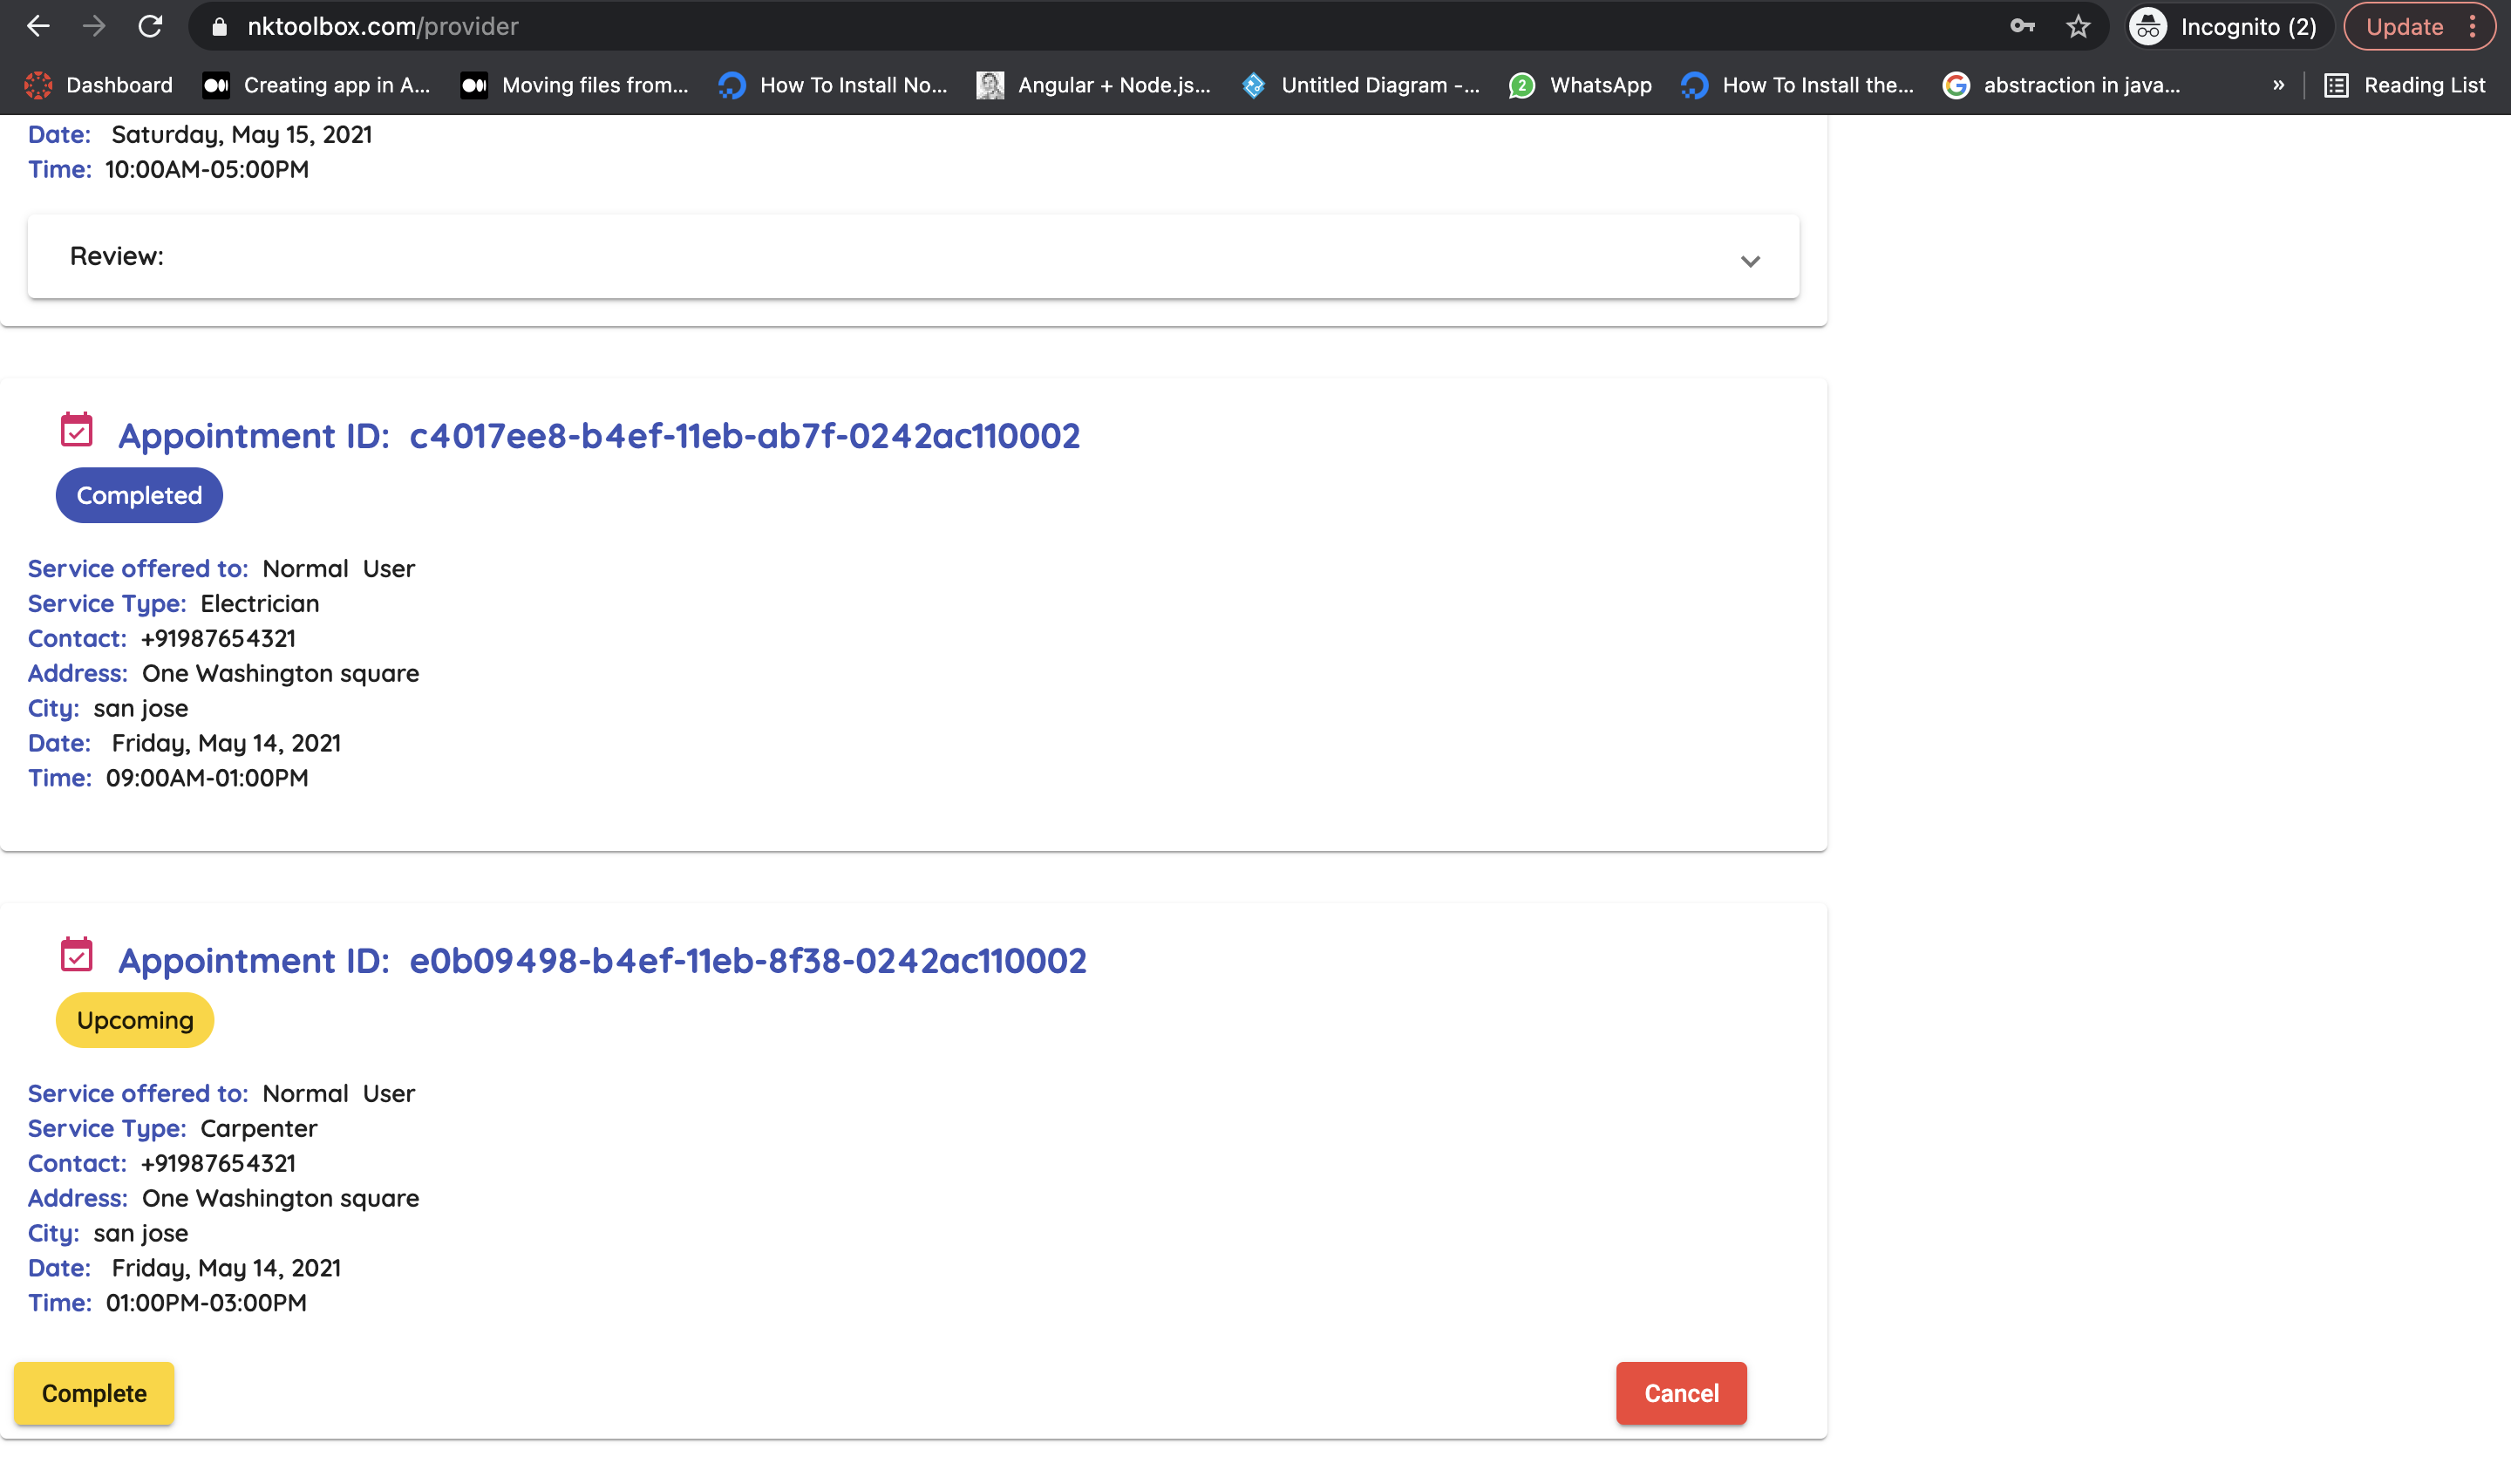 nktoolbox.com/provider
Incognito (2)
Update
Dashboard
Creating app in A...
Moving files from...
How To Install No...
Angular + Node.js...
Untitled Diagram -...
2
WhatsApp
How To Install the...
abstraction in java...
»
Reading List
Date: Saturday, May 15, 2021
Time: 10:00AM-05:00PM
Review:
Appointment ID: c4017ee8-b4ef-11eb-ab7f-0242ac110002
Completed
Service offered to: Normal User
Service Type: Electrician
Contact: +91987654321
Address: One Washington square
City: san jose
Date: Friday, May 14, 2021
Time: 09:00AM-01:00PM
Appointment ID: e0b09498-b4ef-11eb-8f38-0242ac110002
Upcoming
Service offered to: Normal User
Service Type: Carpenter
Contact: +91987654321
Address: One Washington square
City: san jose
Date: Friday, May 14, 2021
Time: 01:00PM-03:00PM
Complete
Cancel